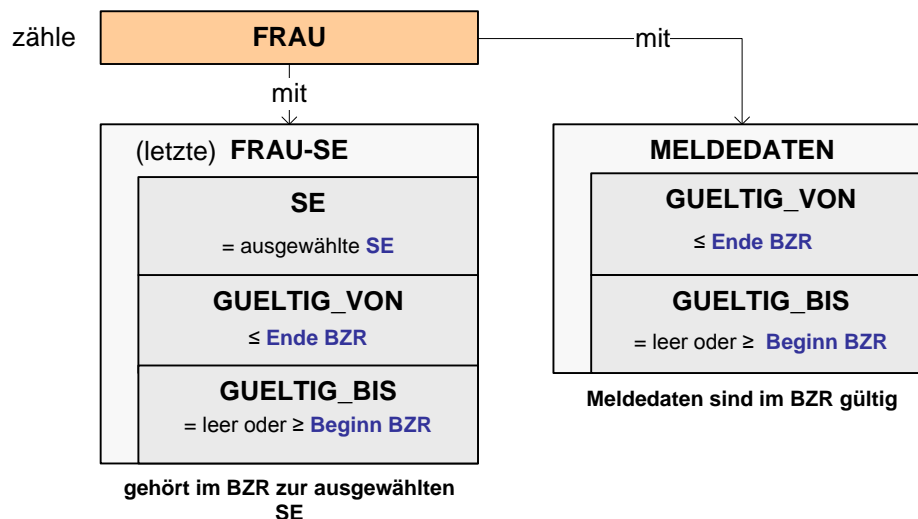 zähle
FRAU
mit
mit
(letzte) FRAU-SE
SE
= ausgewählte SE
GUELTIG_VON
≤ Ende BZR
GUELTIG_BIS
= leer oder ≥ Beginn BZR
gehört im BZR zur ausgewählten
SE
MELDEDATEN
GUELTIG_VON
≤ Ende BZR
GUELTIG_BIS
= leer oder ≥ Beginn BZR
Meldedaten sind im BZR gültig